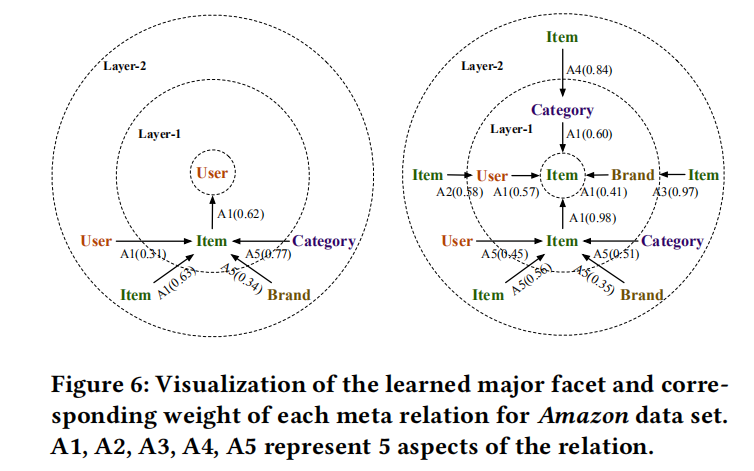 Item
Layer-2
Layer-2
A4(0.84)
Category
Layer-1
Layer-1
A1(0.60)
User
Item
User
Item
Brand
Item
A2(0.58)
A1(0.57)
A1(0.41)
A3(0.97)
A1(0.62)
A1(0.98)
User
Item
Category
User
Item
Category
A1(0.31)
A5(0.77)
A5(0.45)
A5(0.51)
Item
A1(0.63)
A5(0.34)
Brand
Item
A5(0.56)
A5(0.35)
Brand
Figure 6: Visualization of the learned major facet and corre-
sponding weight of each meta relation for Amazon data set.
A1, A2, A3, A4, A5 represent 5 aspects of the relation.